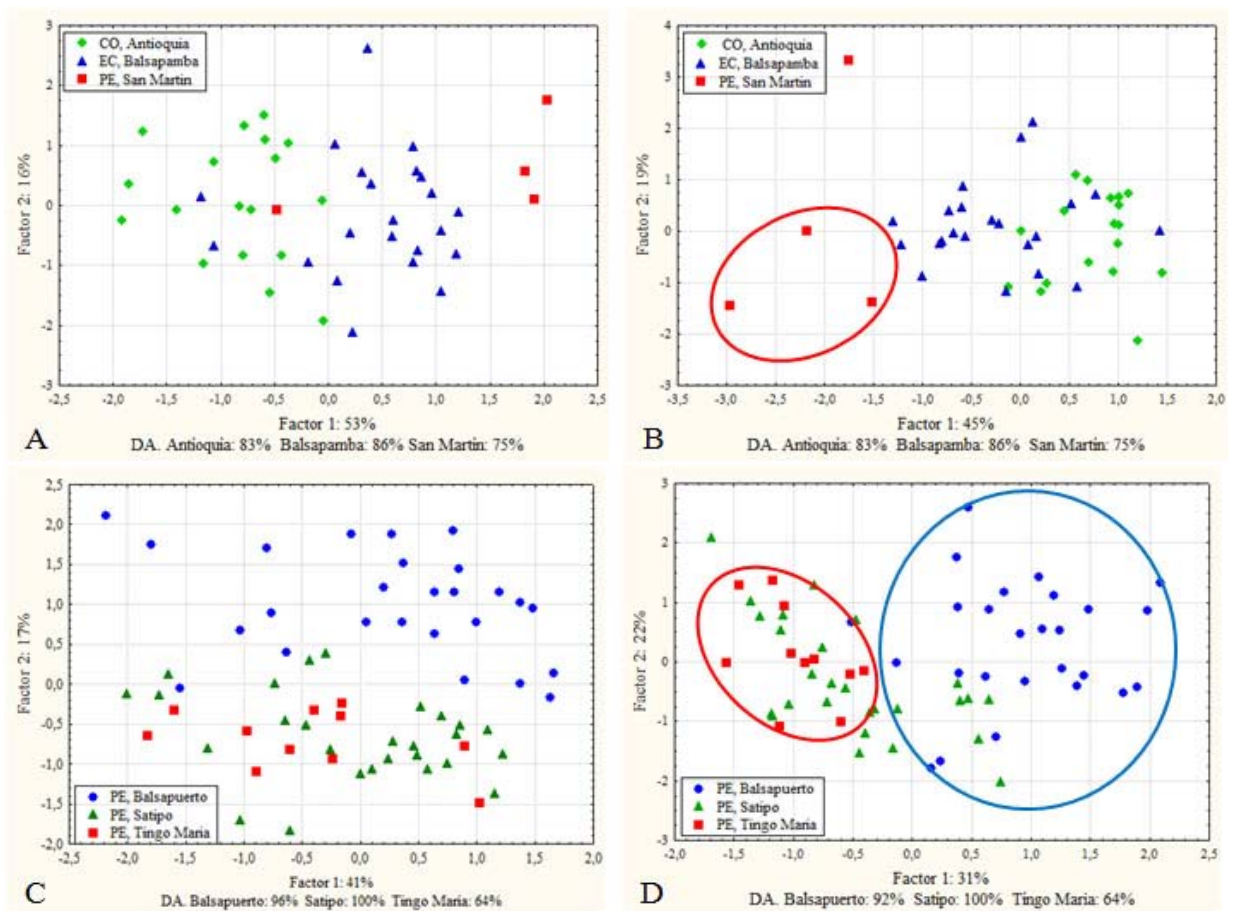 CO, Antioquia
EC, Balsapamba
PE, San Martin
3
2
1
0
-1
-2
-3
Factor 2: 16%
-2,5 -2,0 -1,5 -1,0 -0,5 0,0 0,5 1,0 1,5 2,0 2,5
Factor 1: 53%
A
DA. Antioquia: 83% Balsapamba: 86% San Martin: 75%
CO, Antioquia
EC, Balsapamba
PE, San Martin
4
3
2
1
0
-1
-2
-3
Factor 2: 19%
-3,5 -3,0 -2,5 -2,0 -1,5 -1,0 -0,5 0,0 0,5 1,0 1,5 2,0
Factor 1: 45%
B
DA. Antioquia: 83% Balsapamba: 86% San Martin: 75%
2,5
2,0
1,5
1,0
0,5
0,0
-0,5
-1,0
-1,5
-2,0
Factor 2: 17%
PE, Balsapuerto
PE, Satipo
PE, Tingo Maria
-2,5 -2,0 -1,5 -1,0 -0,5 0,0 0,5 1,0 1,5 2,0
Factor 1: 41%
C
DA. Balsapuerto: 96% Satipo: 100% Tingo Maria: 64%
3
2
1
0
-1
-2
-3
Factor 2: 22%
PE, Balsapuerto
PE, Satipo
PE, Tingo Maria
-2,0 -1,5 -1,0 -0,5 0,0 0,5 1,0 1,5 2,0 2,5
Factor 1: 31%
D
DA. Balsapuerto: 92% Satipo: 100% Tingo Maria: 64%